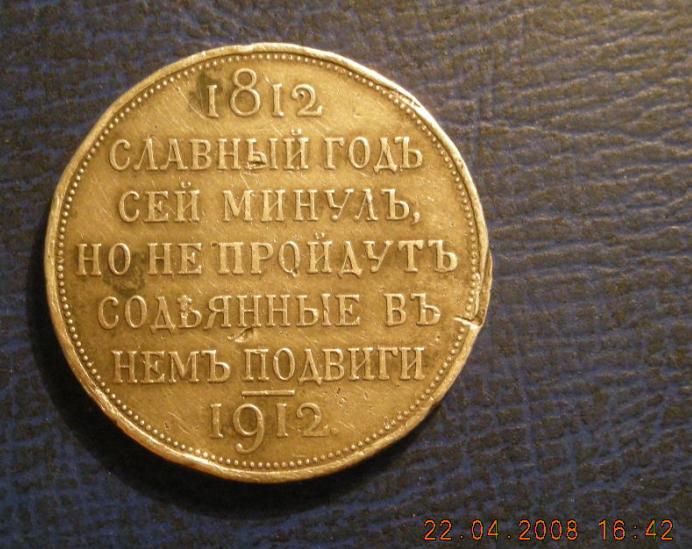 1812
СЛАВНЫЙ ГОДЪ
СЕЙ МИНУЛЪ,
НО НЕ ПРОЙДУТЪ
СОДѢЯННЫЕ ВЪ
НЕМЪ ПОДВИГИ
1912.
22.04.2008 16:42